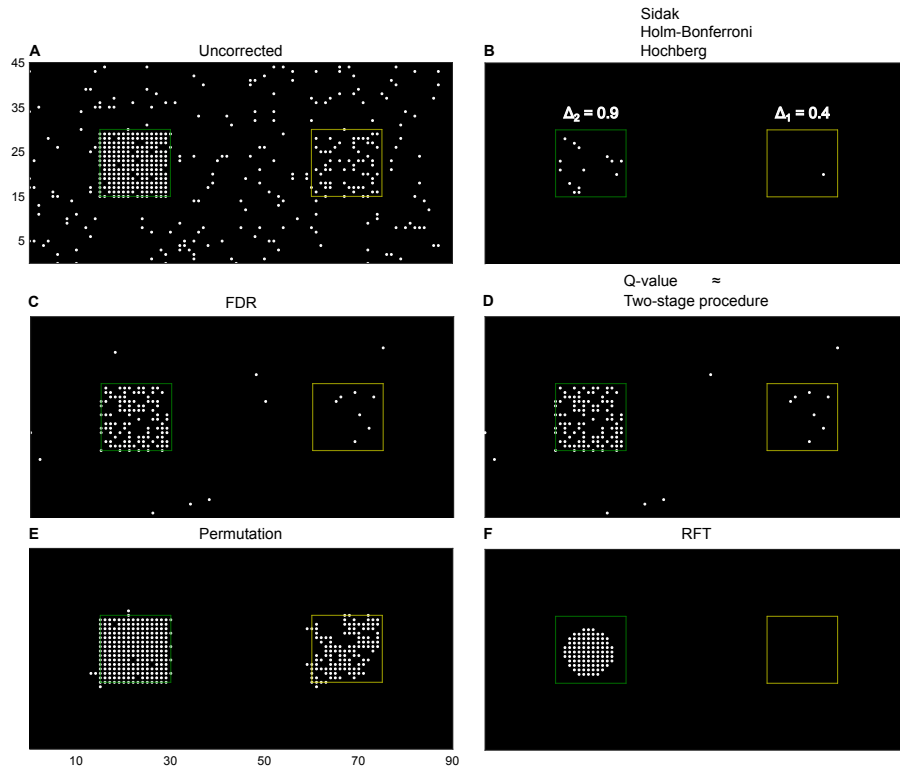 Sidak
Holm-Bonferroni
A Uncorrected B Hochberg
45
35
25
15
5
Δ₂ = 0.9 Δ₁ = 0.4
Q-value ≈
C FDR D Two-stage procedure
E Permutation F RFT
10 30 50 70 90